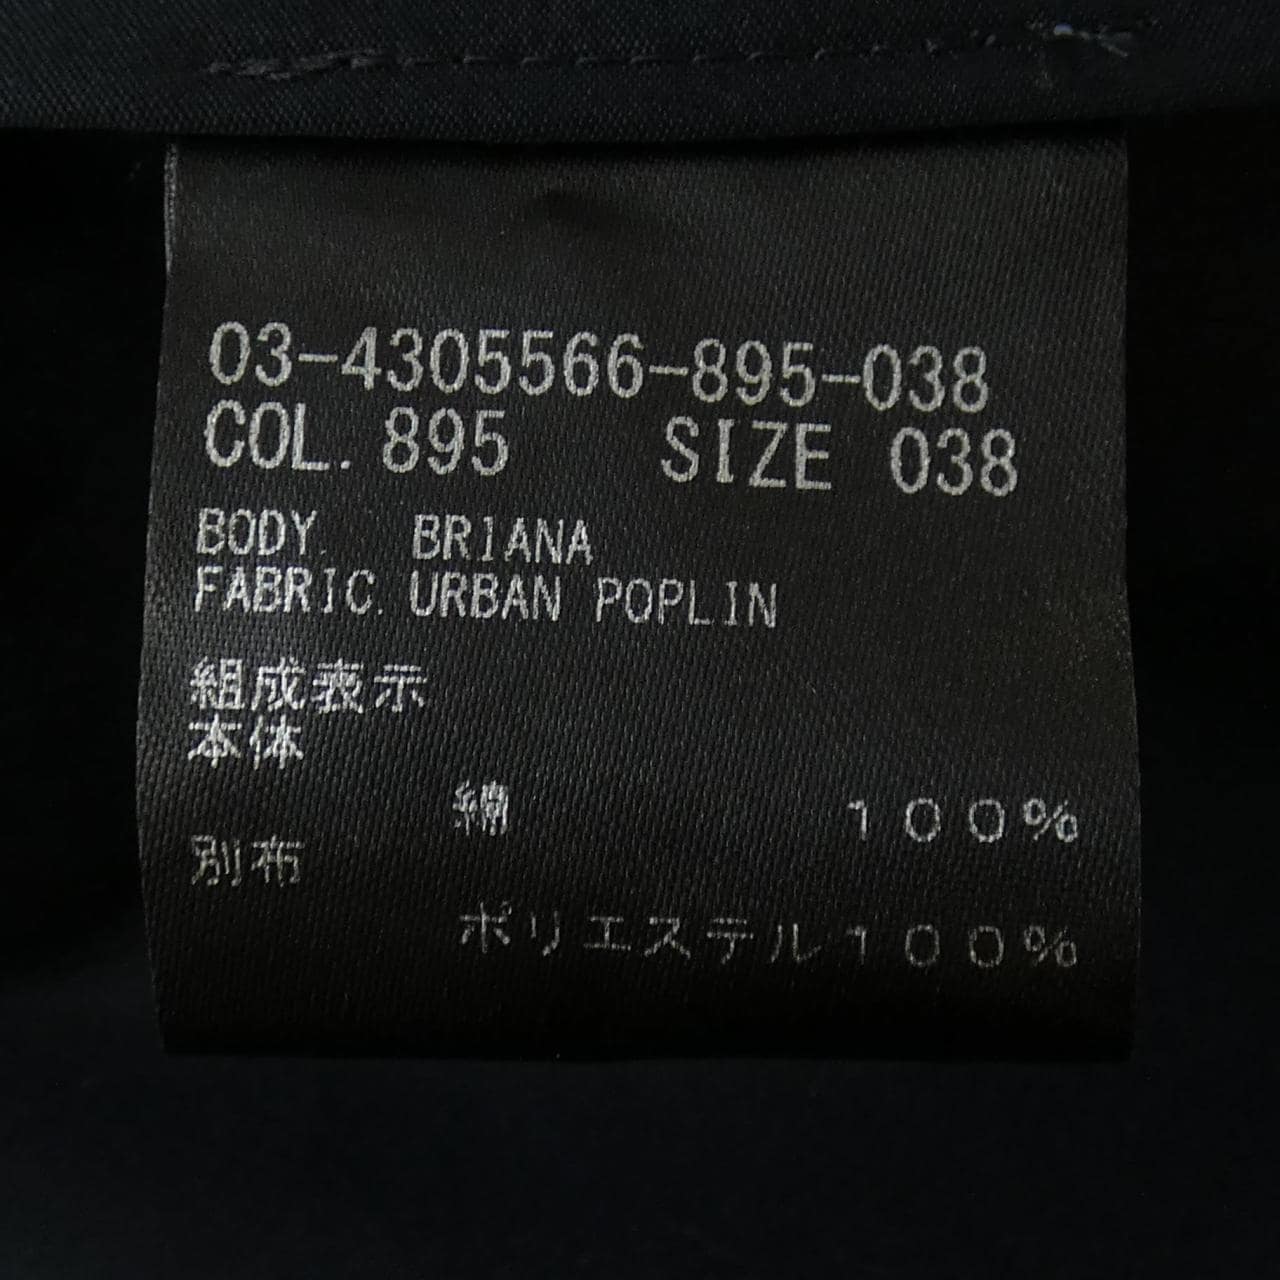 03-4305566-895-038
COL. 895 SIZE 038
BODY. BRIANA
FABRIC. URBAN POPLIN
組成表示
本体
綿 100%
別布
ポリエステル100%